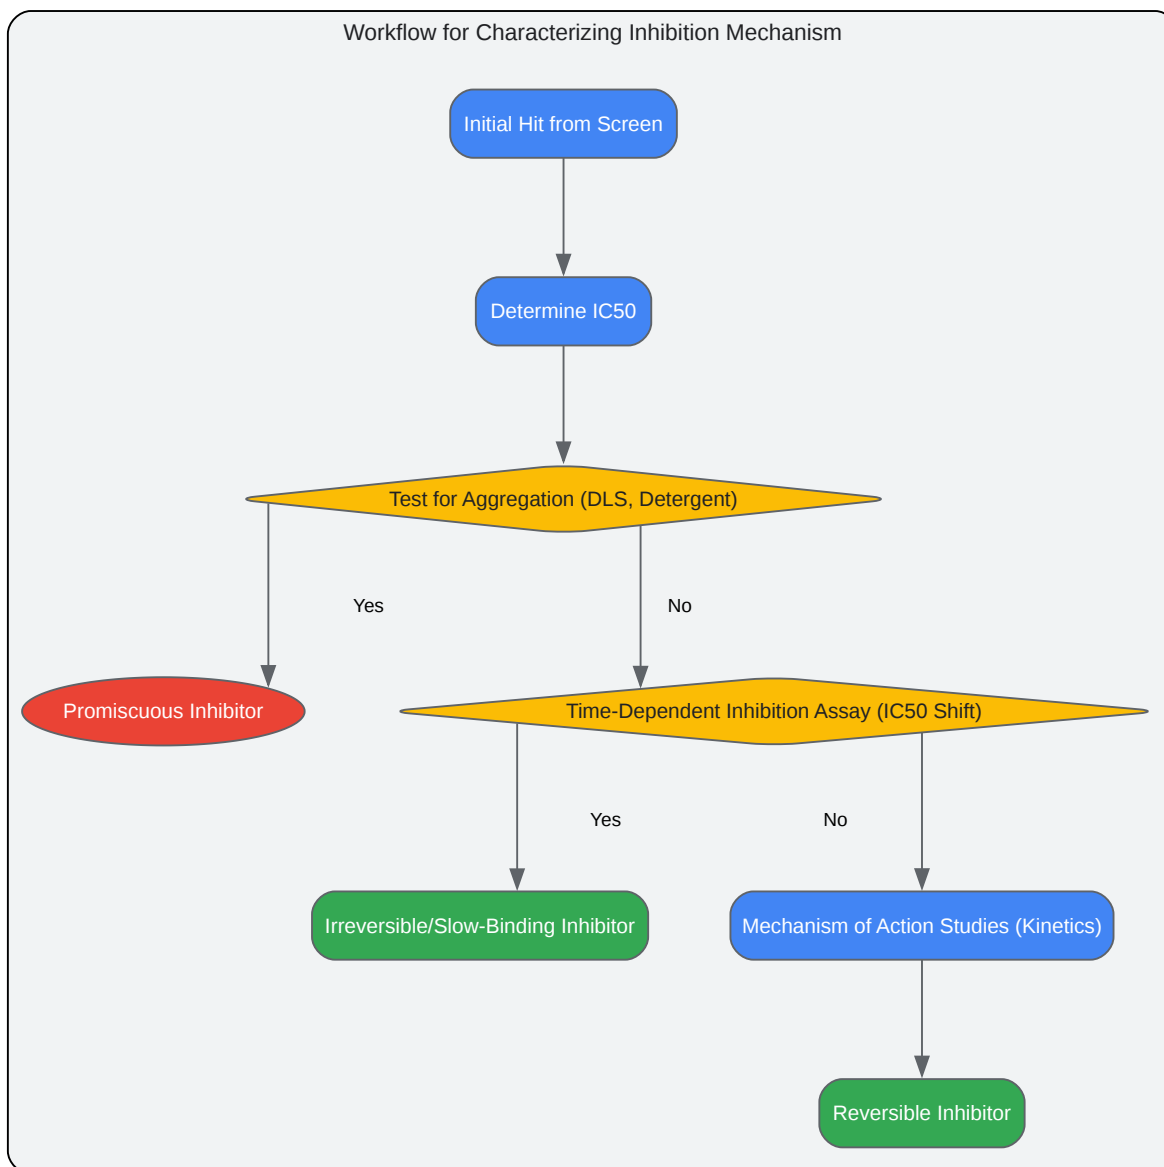 Workflow for Characterizing Inhibition Mechanism
Initial Hit from Screen
Determine IC50
Test for Aggregation (DLS, Detergent)
Yes
No
Promiscuous Inhibitor
Time-Dependent Inhibition Assay (IC50 Shift)
Yes
No
Irreversible/Slow-Binding Inhibitor
Mechanism of Action Studies (Kinetics)
Reversible Inhibitor